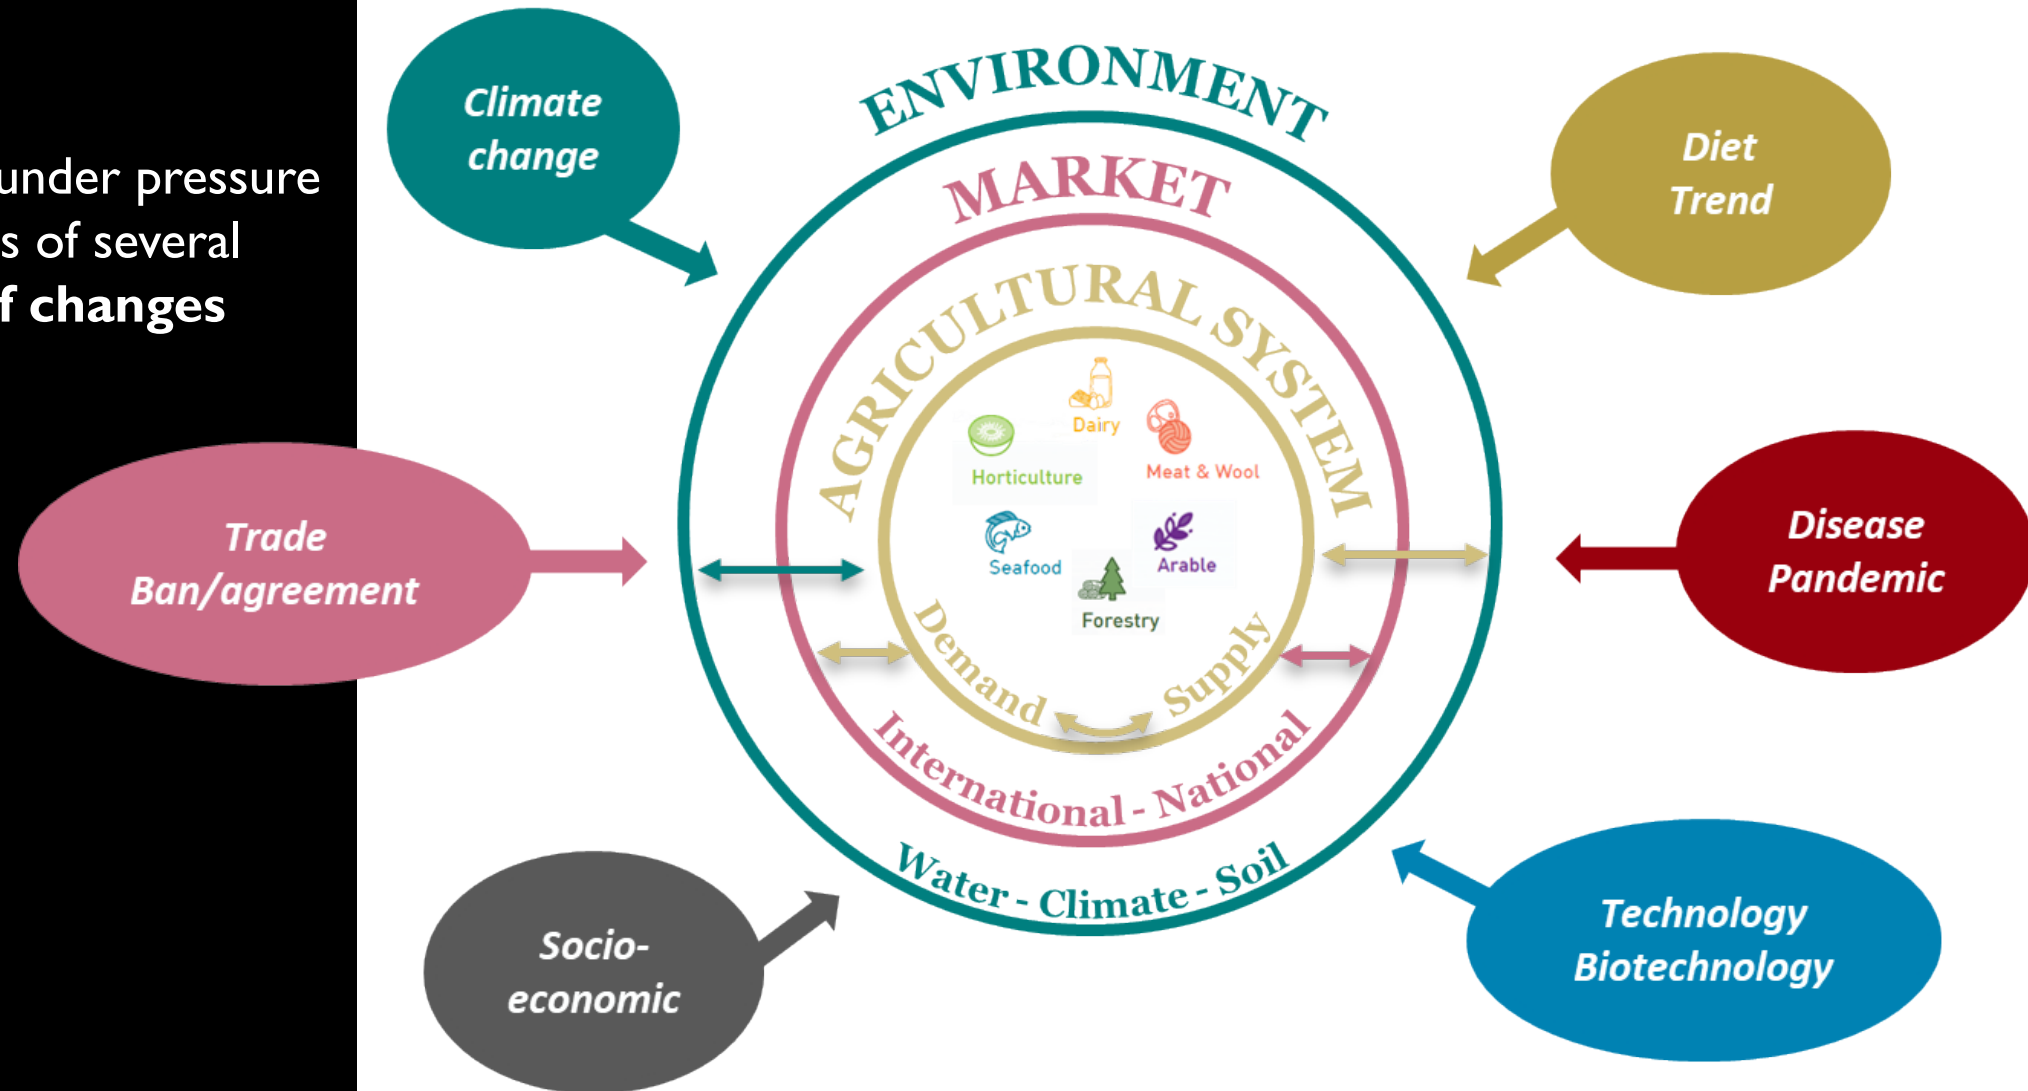 under pressure
s of several
f changes
Climate
change
ENVIRONMENT
MARKET
AGRICULTURAL SYSTEM
Diet
Trend
Trade
Ban/agreement
Dairy
Horticulture
Meat & Wool
Seafood
Arable
Forestry
Demand
Supply
International - National
Water - Climate - Soil
Disease
Pandemic
Socio-
economic
Technology
Biotechnology